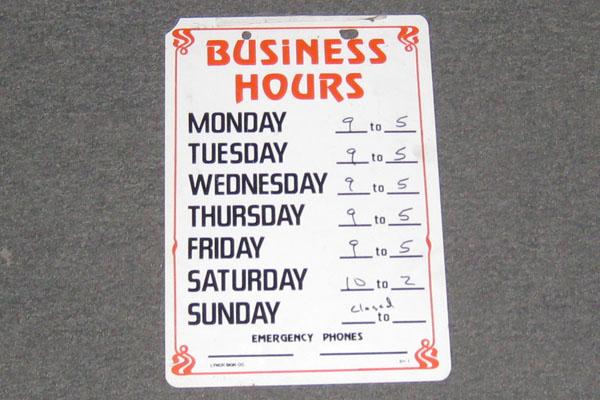 BUSINESS
HOURS
MONDAY 9 to 5
TUESDAY 9 to 5
WEDNESDAY 9 to 5
THURSDAY 9 to 5
FRIDAY 9 to 5
SATURDAY 10 to 2
SUNDAY closed to
EMERGENCY PHONES